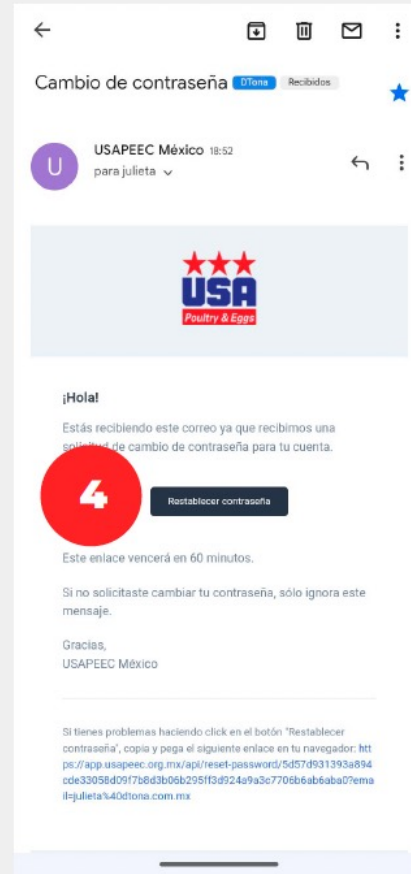 Cambio de contraseña DTona Recibidos
USAPEEC México 18:52
U
para julieta
USA
Poultry & Eggs
¡Hola!
Estás recibiendo este correo ya que recibimos una
solicitud de cambio de contraseña para tu cuenta.
4
Restablecer contraseña
Este enlace vencerá en 60 minutos.
Si no solicitaste cambiar tu contraseña, sólo ignora este
mensaje.
Gracias,
USAPEEC México
Si tienes problemas haciendo click en el botón "Restablecer
contraseña", copia y pega el siguiente enlace en tu navegador: htt
ps://app.usapeec.org.mx/api/reset-password/5d57d931393a894
cde33058d09f7b8d3b06b295ff3d924a9a3c7706b6ab6aba0?ema
il=julieta%40dtona.com.mx